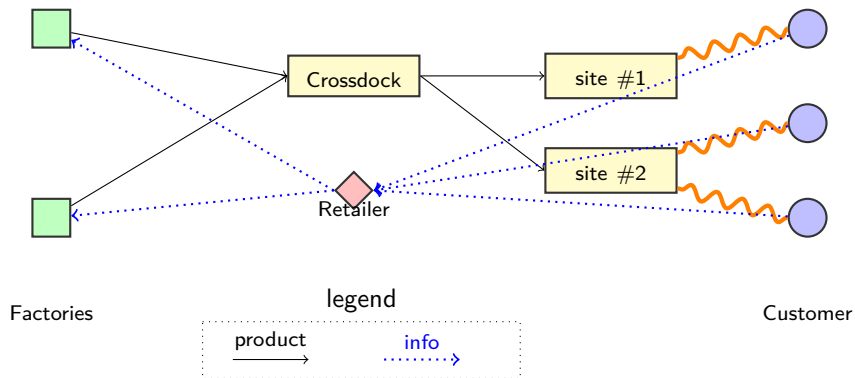 Crossdock
site #1
site #2
Retailer
Factories
legend
Customer
product
info